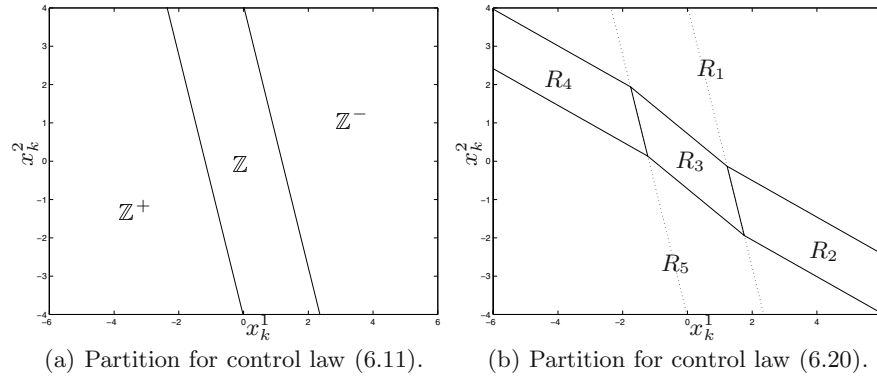 4
3
2
1
0
−1
−2
−3
−4
x_k^2
ℤ^+
ℤ
ℤ^−
−6 −4 −2 0 2 4 6
x_k^1
(a) Partition for control law (6.11).
4
3
2
1
0
−1
−2
−3
−4
x_k^2
R_1
R_4
R_3
R_2
R_5
−6 −4 −2 0 2 4
x_k^1
(b) Partition for control law (6.20).